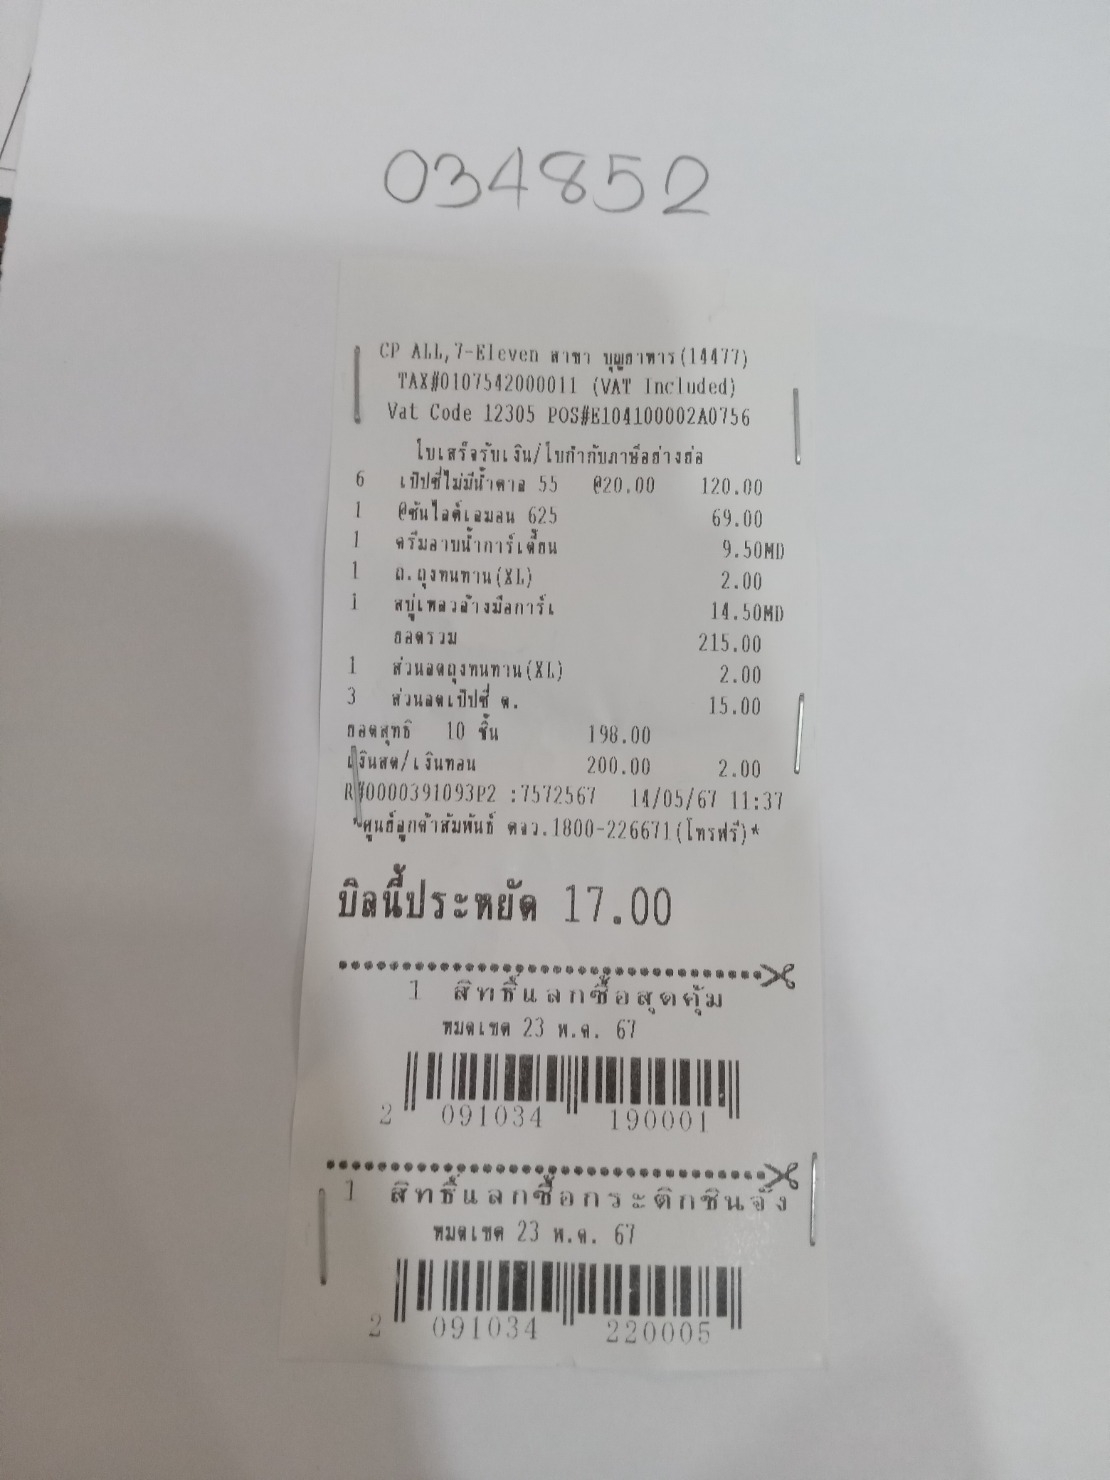 034852
CP ALL,7-Eleven สาขา บุญถาพาร(14477)
TAX#0107542000011 (VAT Included)
Vat Code 12305 POS#E104100002A0756
ใบเสร็จรับเงิน/ใบกำกับภาษีอย่างย่อ
6 เป๊ปซี่ไม่มีน้ำตาล 55 @20.00 120.00
1 @ซันไลต์เลมอน 625 69.00
1 ครีมอาบน้ำการ์เดี้ยน 9.50MD
1 ถ.ถุงทนทาน(XL) 2.00
1 สบู่เหลวล้างมือการ์เ 14.50MD
ยอดรวม 215.00
1 ส่วนลดถุงทนทาน(XL) 2.00
3 ส่วนลดเป๊ปซี่ ต. 15.00
ยอดสุทธิ 10 ชิ้น 198.00
เงินสด/เงินทอน 200.00 2.00
R#0000391093P2 :7572567 14/05/67 11:37
*ศูนย์ลูกค้าสัมพันธ์ ตจว.1800-226671(โทรฟรี)*
บิลนี้ประหยัด 17.00
1 สิทธิ์แลกซื้อสุดคุ้ม
หมดเขต 23 พ.ค. 67
2 091034 190001
1 สิทธิ์แลกซื้อกระติกชินจัง
หมดเขต 23 พ.ค. 67
2 091034 220005